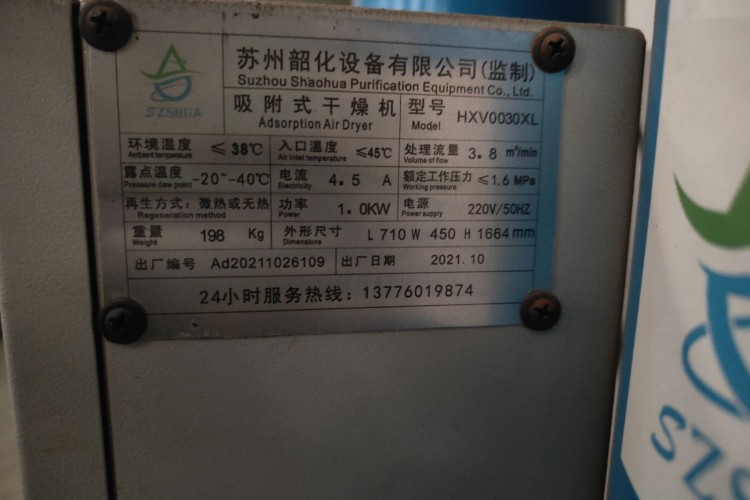 苏州韶化设备有限公司(监制)
Suzhou Shaohua Purification Equipment Co., Ltd.
SZSHUA
吸附式干燥机 型号 HXV0030XL
Adsorption Air Dryer Model
环境温度 ≤ 38℃ 入口温度 ≤45℃ 处理流量 3.8 m³/min
Ambient temperature Air Inlet temperature Volume of flow
露点温度 -20~-40℃ 电流 4.5 A 额定工作压力 ≤1.6 MPa
Pressure dew point Electricity Working pressure
再生方式: 微热或无热 功率 1.0KW 电源 220V/50HZ
Regeneration method Power Power supply
重量 198 Kg 外形尺寸 L 710 W 450 H 1664 mm
Weight Dimensions
出厂编号 Ad20211026109 出厂日期 2021.10
24小时服务热线: 13776019874
SZS